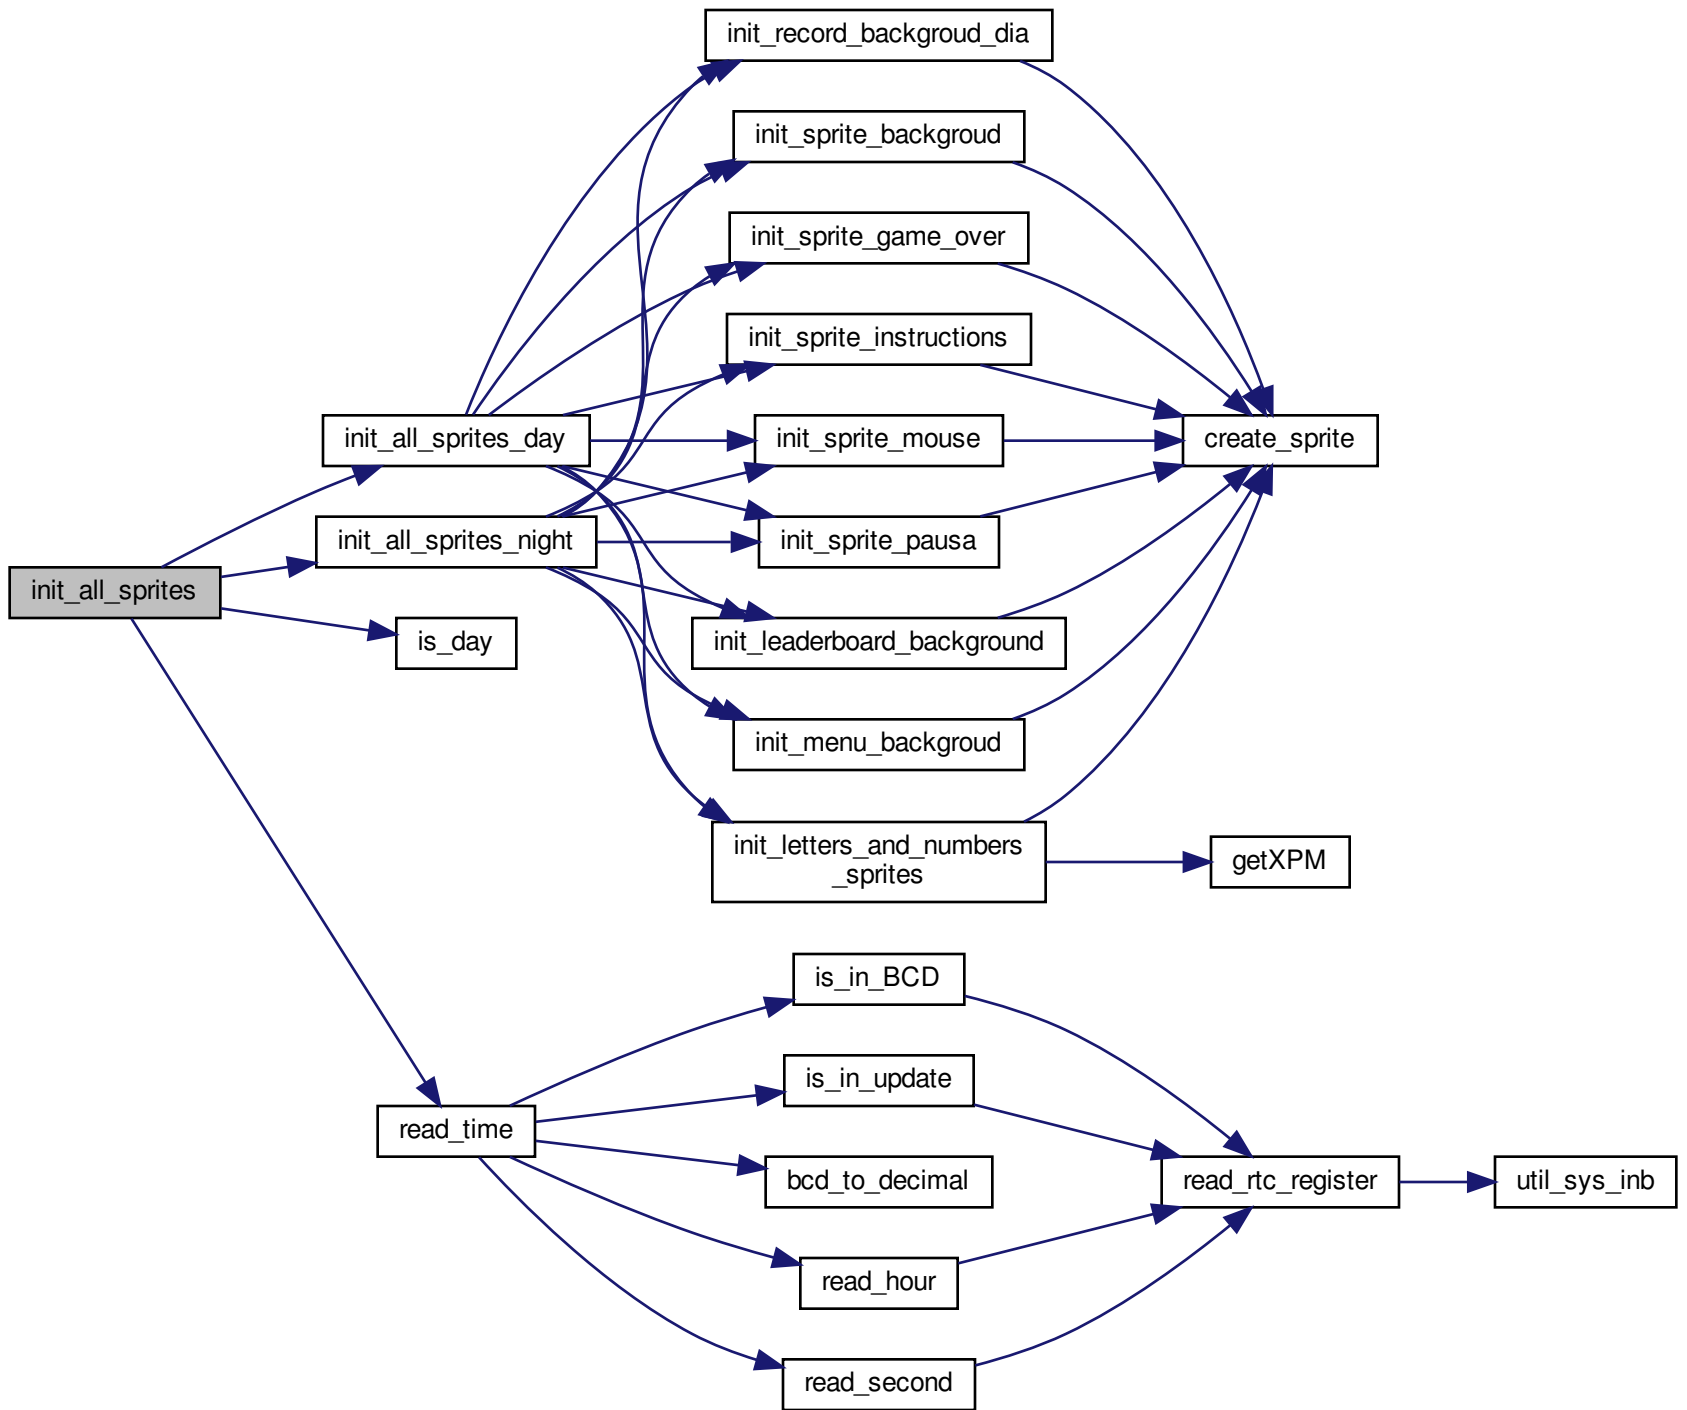 init_record_backgroud_dia
init_sprite_backgroud
init_sprite_game_over
init_sprite_instructions
init_all_sprites_day
init_sprite_mouse
create_sprite
init_all_sprites_night
init_sprite_pausa
init_all_sprites
is_day
init_leaderboard_background
init_menu_backgroud
init_letters_and_numbers
_sprites
getXPM
is_in_BCD
is_in_update
read_time
bcd_to_decimal
read_rtc_register
util_sys_inb
read_hour
read_second